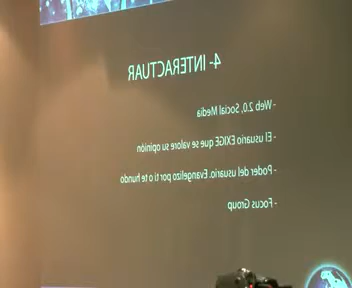 4- INTERACTUAR
- Web 2.0, Social Media
- El usuario EXIGE que se valore su opinión
- Poder del usuario. Evangelizo por ti o te hundo
- Focus Group